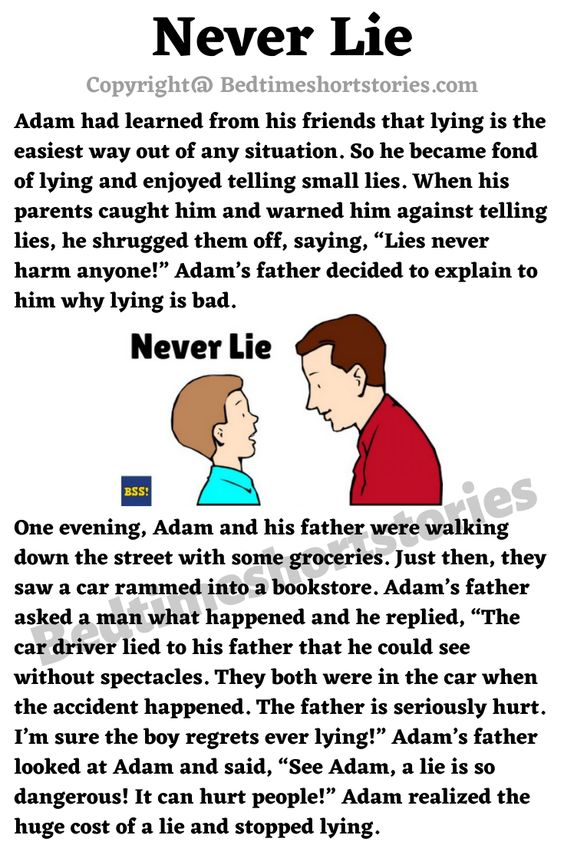 Never Lie
Copyright@ Bedtimeshortstories.com
Adam had learned from his friends that lying is the
easiest way out of any situation. So he became fond
of lying and enjoyed telling small lies. When his
parents caught him and warned him against telling
lies, he shrugged them off, saying, “Lies never
harm anyone!” Adam’s father decided to explain to
him why lying is bad.
Never Lie
BSS!
One evening, Adam and his father were walking
down the street with some groceries. Just then, they
saw a car rammed into a bookstore. Adam’s father
asked a man what happened and he replied, “The
car driver lied to his father that he could see
without spectacles. They both were in the car when
the accident happened. The father is seriously hurt.
I’m sure the boy regrets ever lying!” Adam’s father
looked at Adam and said, “See Adam, a lie is so
dangerous! It can hurt people!” Adam realized the
huge cost of a lie and stopped lying.
Bedtimeshortstories